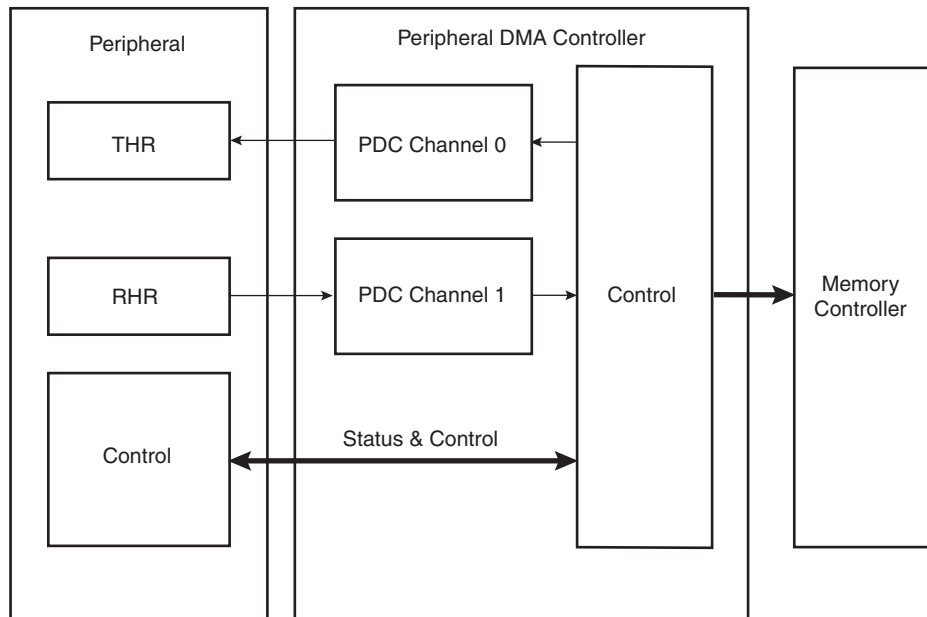 Peripheral
Peripheral DMA Controller
THR
PDC Channel 0
RHR
PDC Channel 1
Control
Memory
Controller
Control
Status & Control